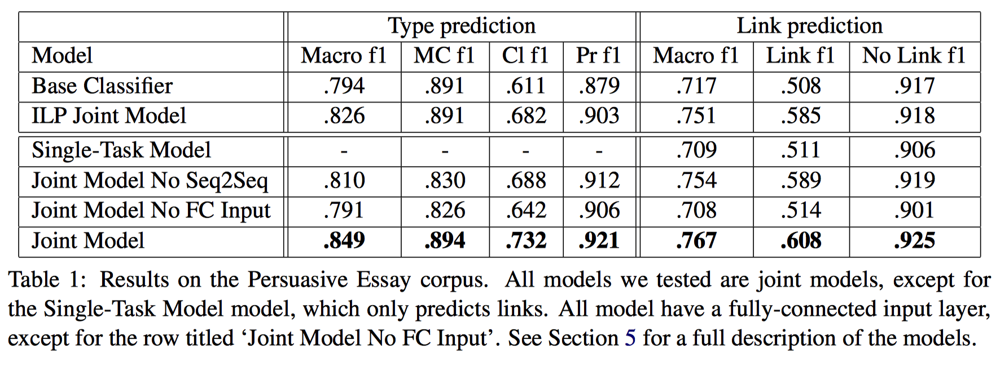 Type prediction Link prediction
Model Macro f1 MC f1 Cl f1 Pr f1 Macro f1 Link f1 No Link f1
Base Classifier .794 .891 .611 .879 .717 .508 .917
ILP Joint Model .826 .891 .682 .903 .751 .585 .918
Single-Task Model - - - - .709 .511 .906
Joint Model No Seq2Seq .810 .830 .688 .912 .754 .589 .919
Joint Model No FC Input .791 .826 .642 .906 .708 .514 .901
Joint Model .849 .894 .732 .921 .767 .608 .925
Table 1: Results on the Persuasive Essay corpus. All models we tested are joint models, except for
the Single-Task Model model, which only predicts links. All model have a fully-connected input layer,
except for the row titled ‘Joint Model No FC Input’. See Section 5 for a full description of the models.